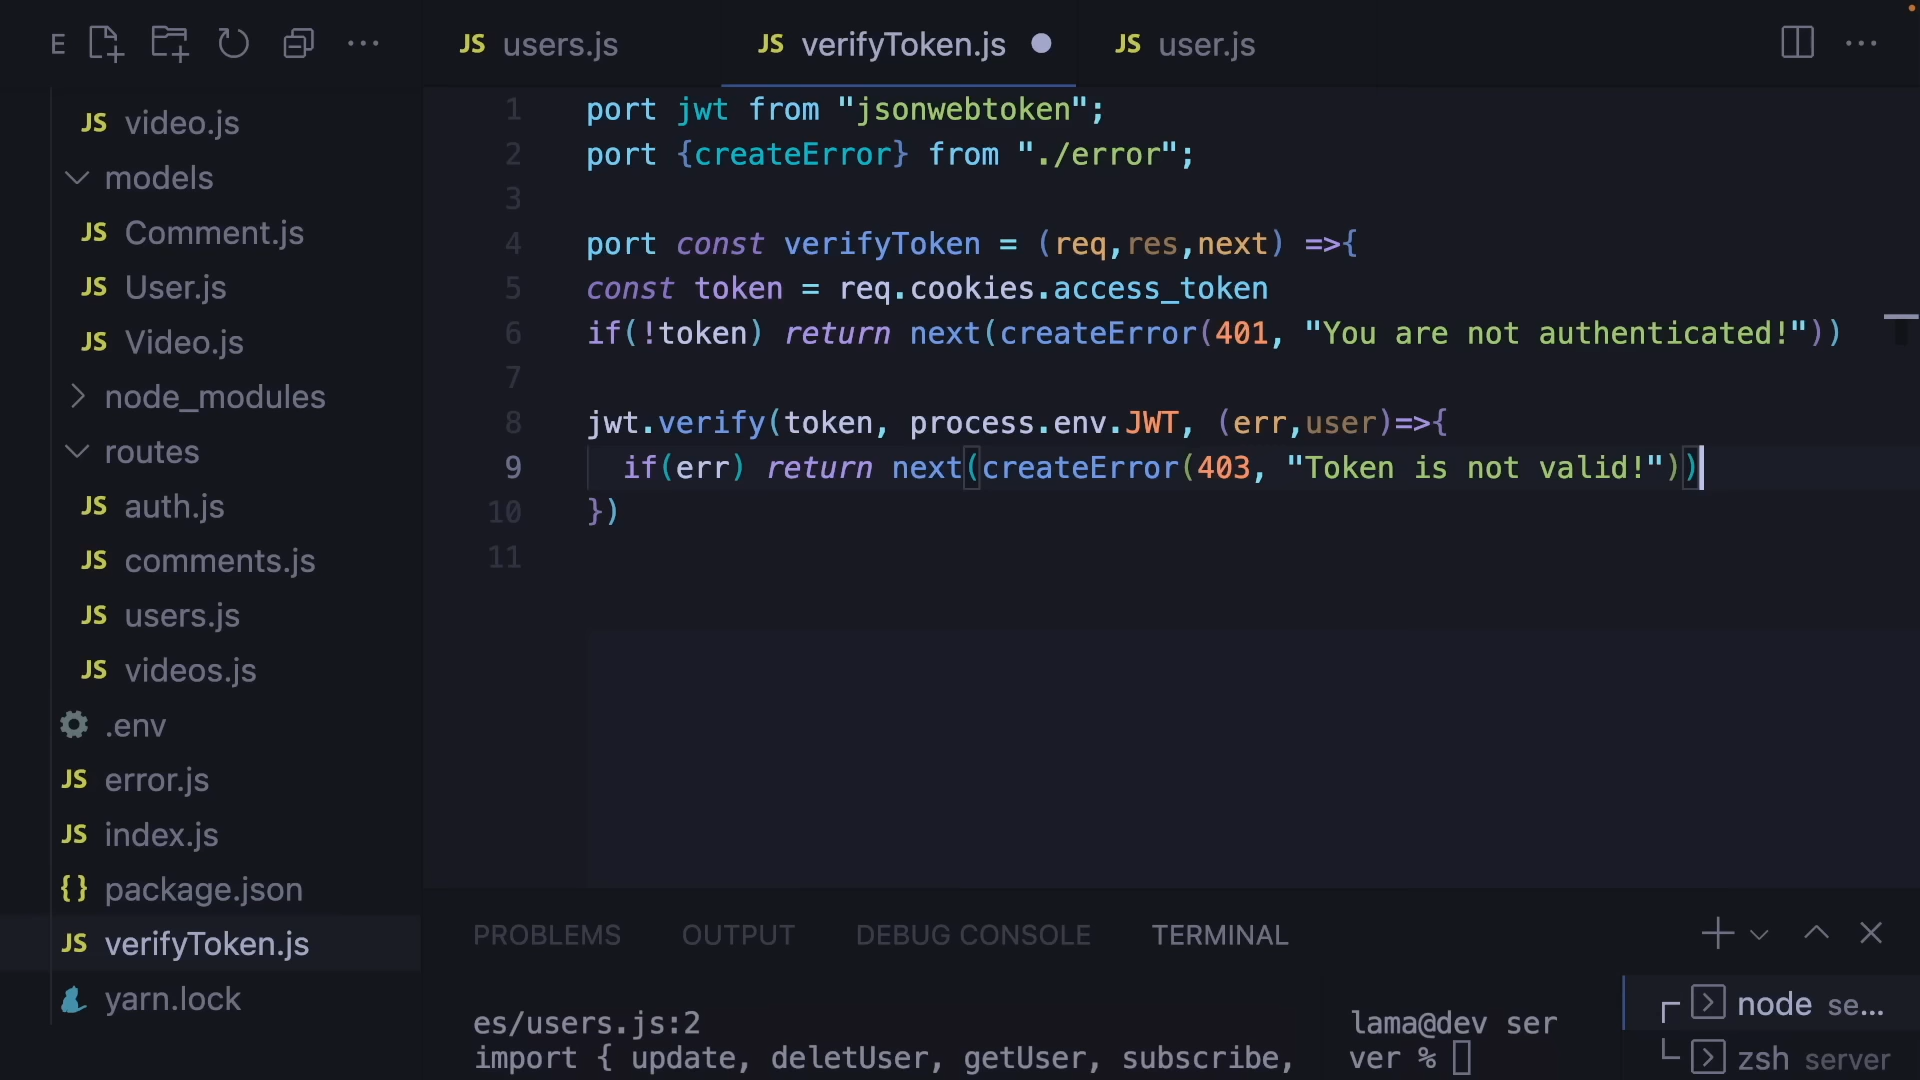 E
JS users.js
JS verifyToken.js
JS user.js
JS video.js
models
JS Comment.js
JS User.js
JS Video.js
node_modules
routes
JS auth.js
JS comments.js
JS users.js
JS videos.js
.env
JS error.js
JS index.js
{} package.json
JS verifyToken.js
yarn.lock
1 port jwt from "jsonwebtoken";
2 port {createError} from "./error";
3
4 port const verifyToken = (req,res,next) =>{
5 const token = req.cookies.access_token
6 if(!token) return next(createError(401, "You are not authenticated!"))
7
8 jwt.verify(token, process.env.JWT, (err,user)=>{
9 if(err) return next(createError(403, "Token is not valid!"))
10 })
11
PROBLEMS OUTPUT DEBUG CONSOLE TERMINAL
es/users.js:2
import { update, deletUser, getUser, subscribe,
lama@dev ser
ver %
node se...
zsh server